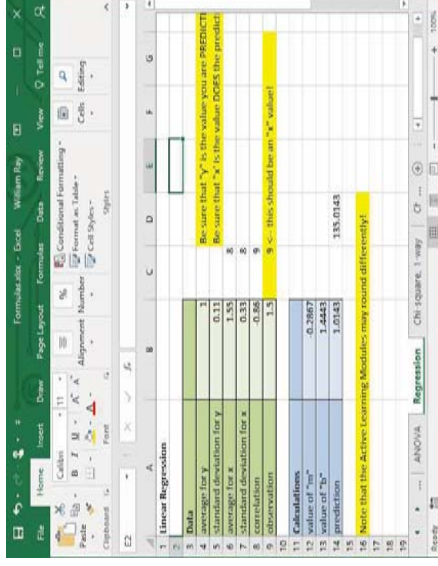 Formulas.xlsx - Excel William Ray
File Home Insert Draw Page Layout Formulas Data Review View Tell me
Paste
Calibri 11
B I U
A A
Alignment
Number
%
Conditional Formatting
Format as Table
Cell Styles
Cells
Editing
Clipboard Font Styles
E2 fx
A B C D E F G
1 Linear Regression
2
3 Data
4 average for y 1 Be sure that "y" is the value you are PREDICTI
5 standard deviation for y 0.11 Be sure that "x" is the value DOES the predict
6 average for x 1.55 8
7 standard deviation for x 0.33 8
8 correlation -0.86 9
9 observation 1.5 9 <-- this should be an "x" value!
10
11 Calculations
12 value of "m" -0.2867
13 value of "b" 1.4443
14 prediction 1.0143 135.0143
15
16 Note that the Active Learning Modules may round differently!
17
18
19
... ANOVA Regression Chi square, 1-way Ch ...
Ready 100%